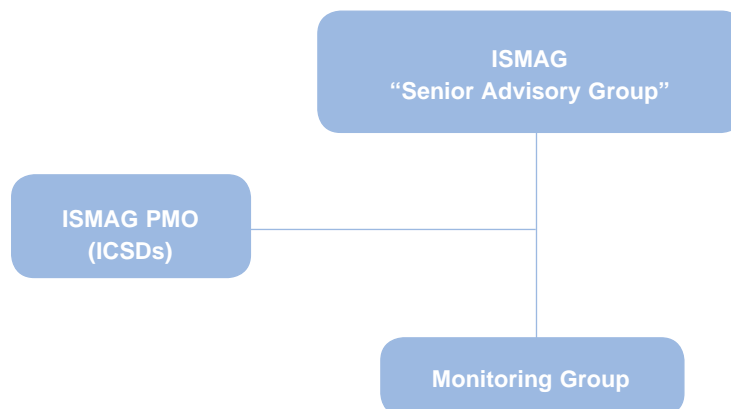 ISMAG
“Senior Advisory Group”
ISMAG PMO
(ICSDs)
Monitoring Group